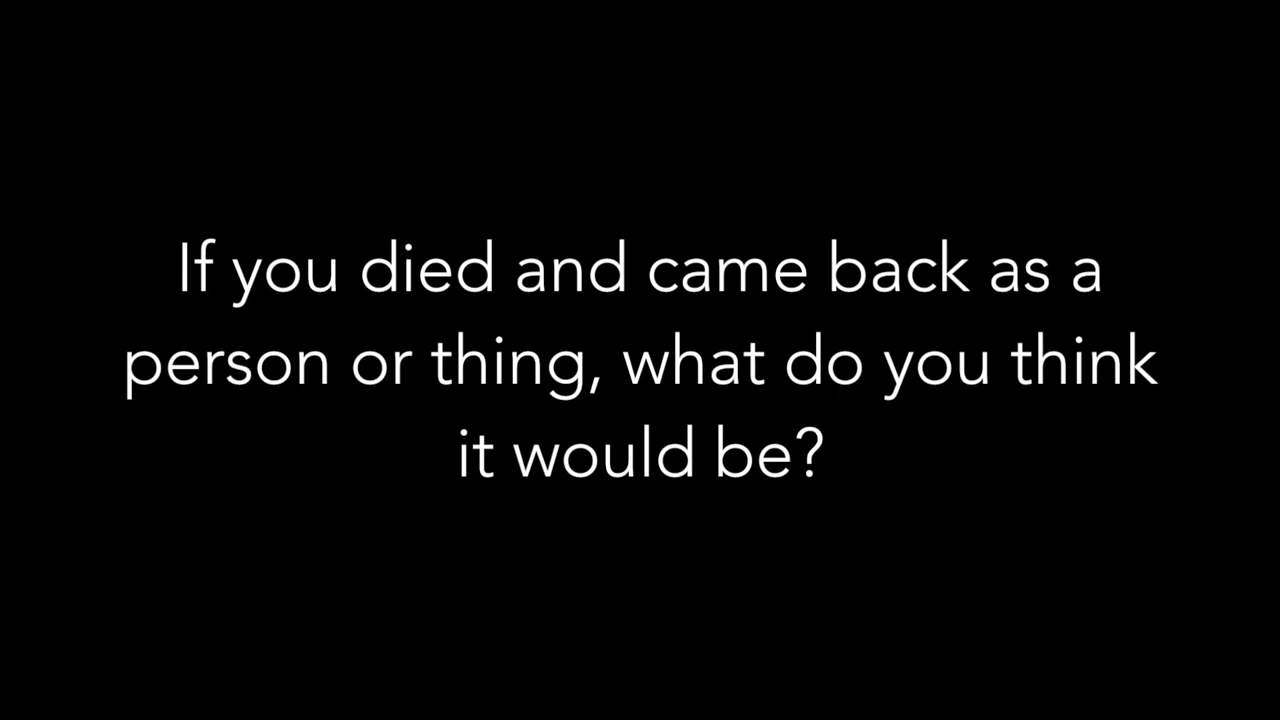 If you died and came back as a
person or thing, what do you think
it would be?